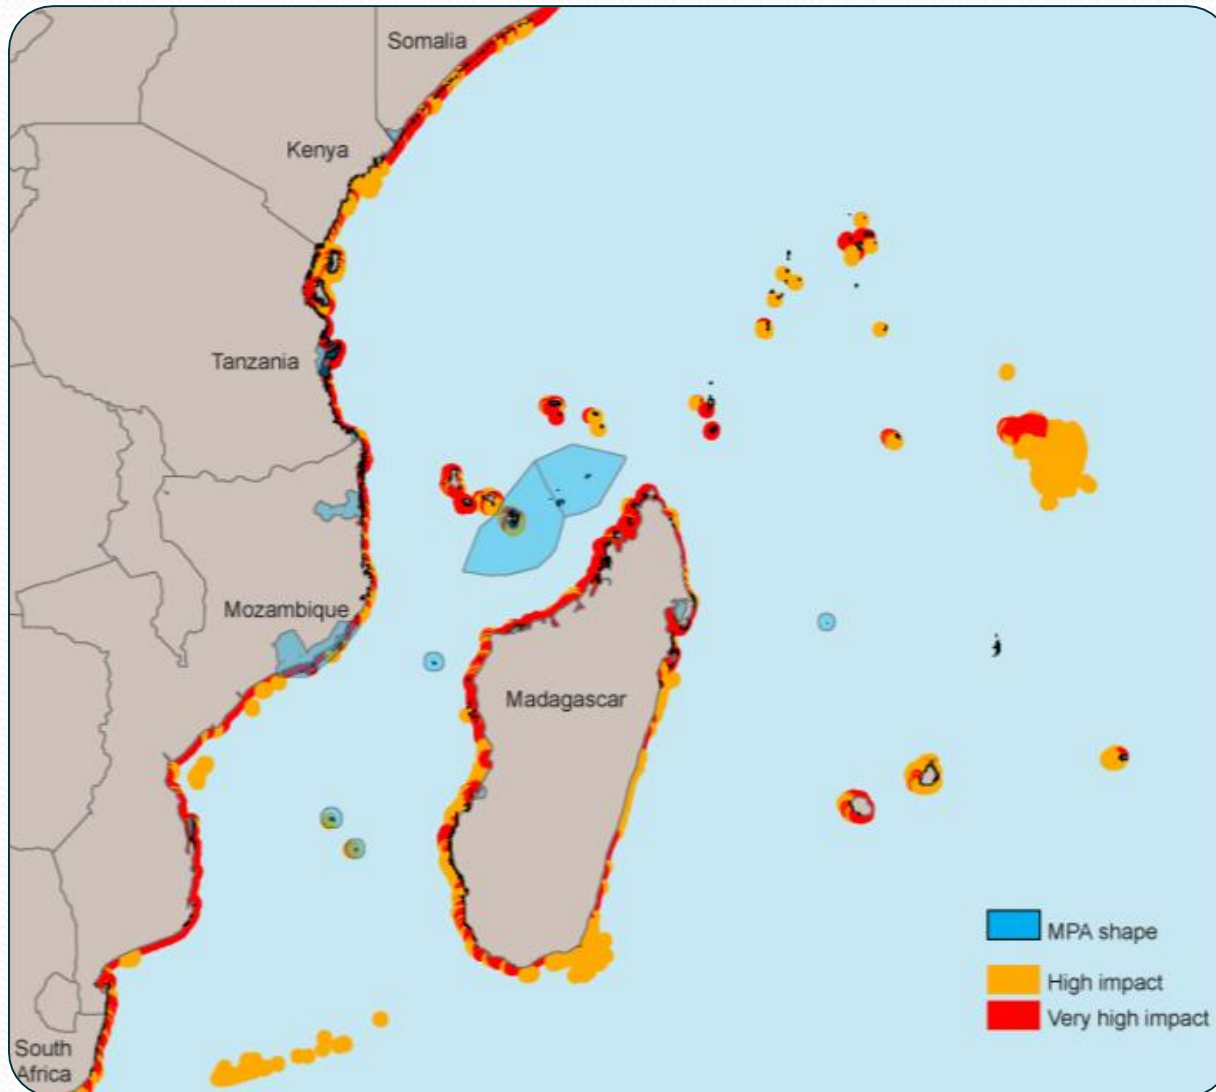 Somalia
Kenya
Tanzania
Mozambique
Madagascar
MPA shape
High impact
Very high impact
South
Africa